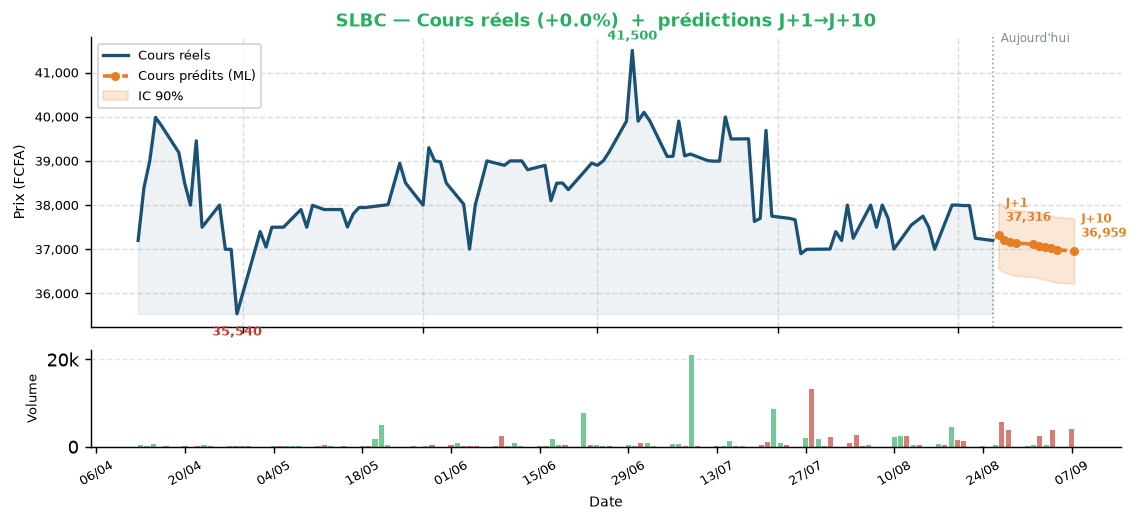 SLBC — Cours réels (+0.0%)  +  prédictions J+1→J+10
41,500
Aujourd'hui
Cours réels
Cours prédits (ML)
IC 90%
41,000
40,000
39,000
38,000
37,000
36,000
Prix (FCFA)
J+1
37,316
J+10
36,959
35,540
20k
0
Volume
06/04
20/04
04/05
18/05
01/06
15/06
29/06
13/07
27/07
10/08
24/08
07/09
Date